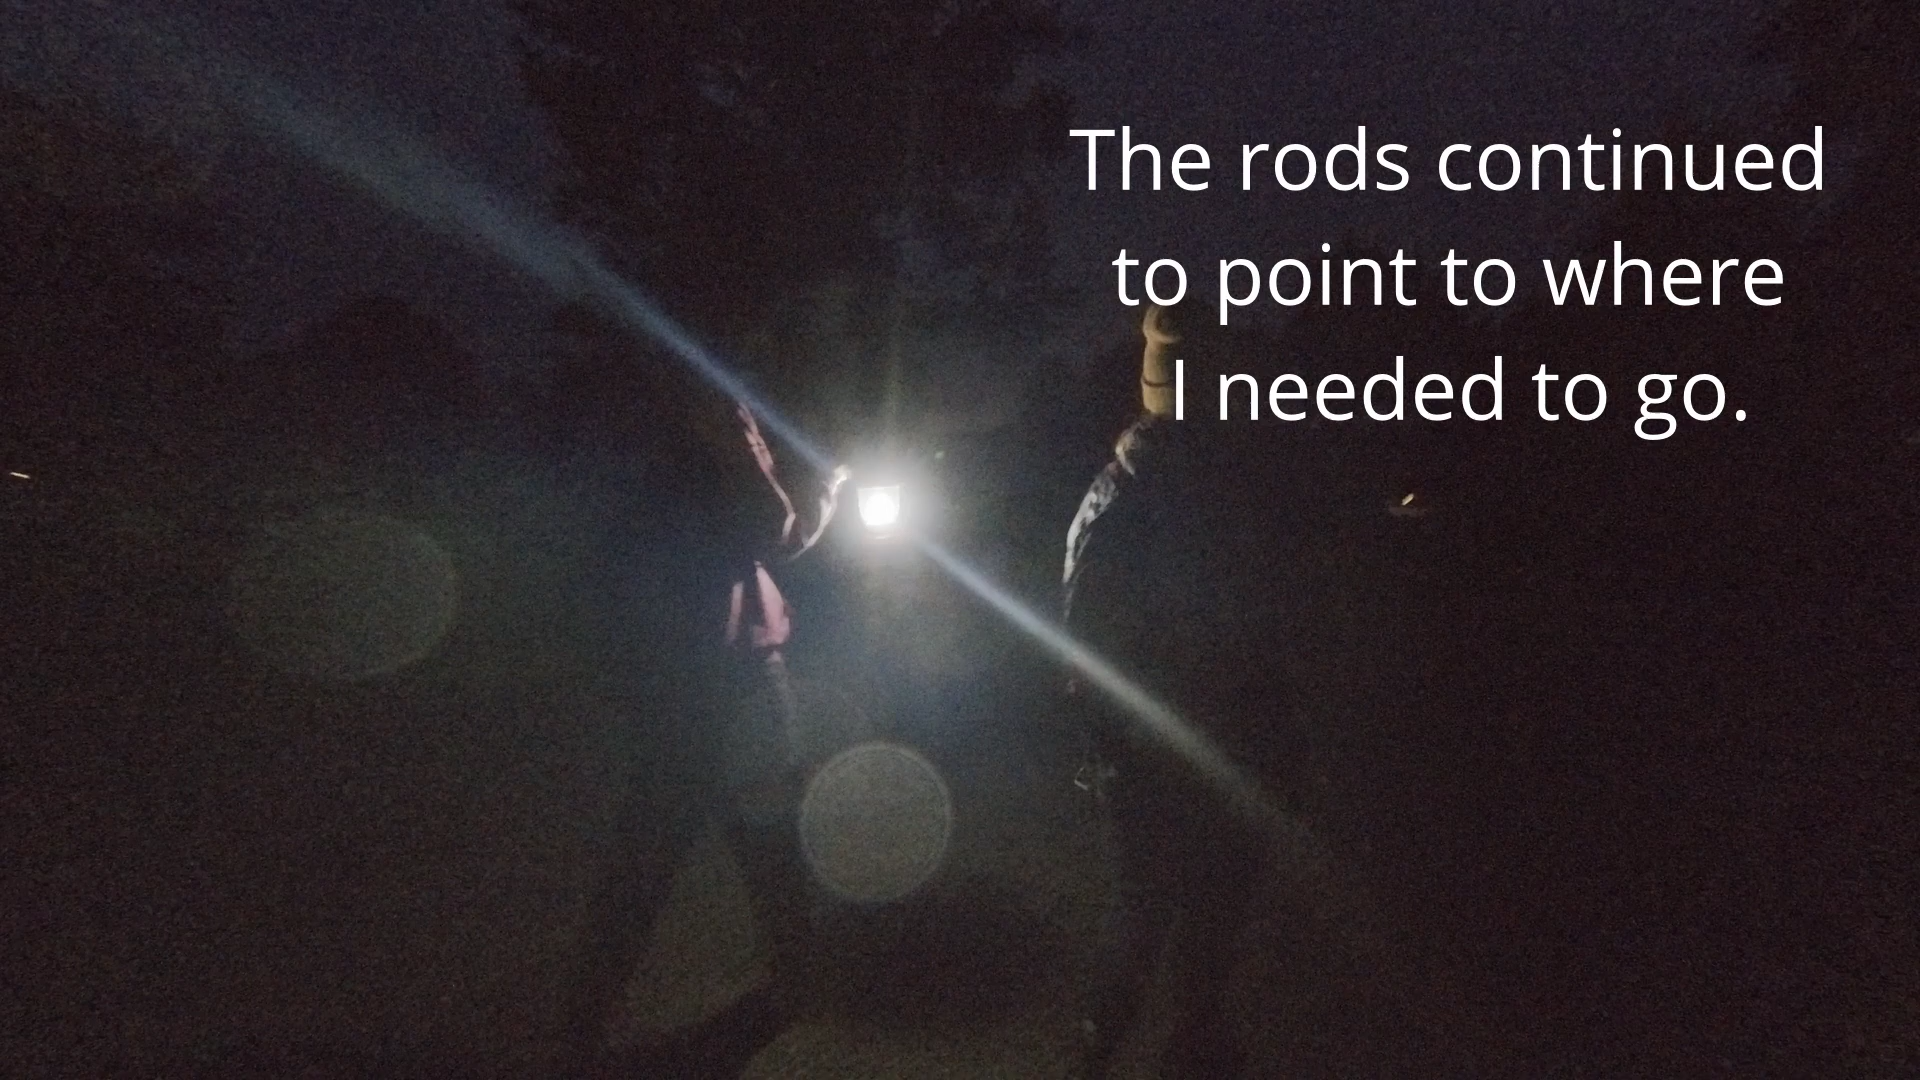 The rods continued
to point to where
I needed to go.